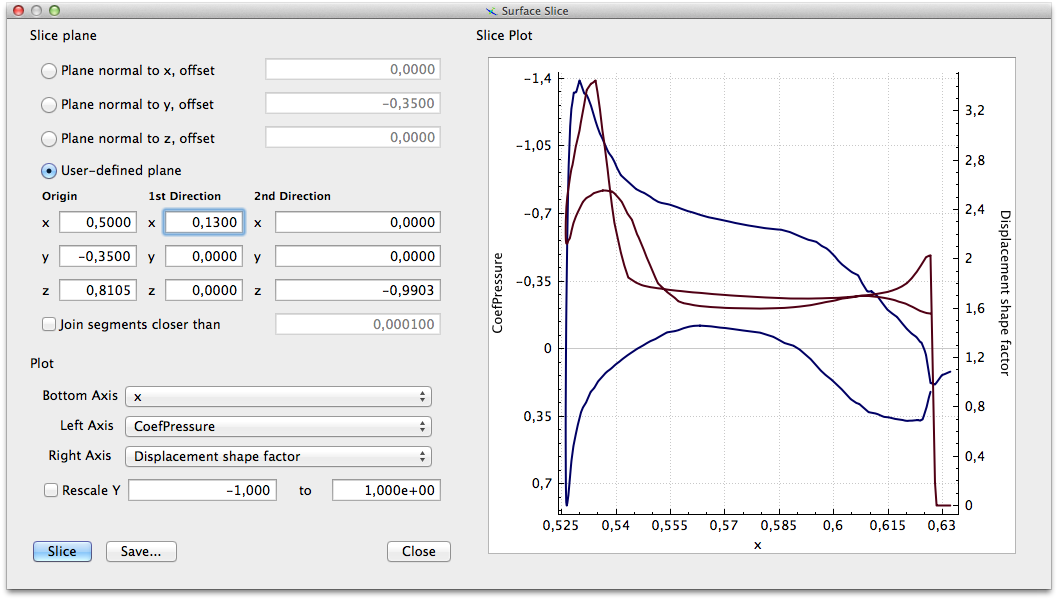 Surface Slice
Slice plane
Plane normal to x, offset 0,0000
Plane normal to y, offset −0,3500
Plane normal to z, offset 0,0000
User-defined plane
Origin 1st Direction 2nd Direction
x 0,5000 x 0,1300 x 0,0000
y −0,3500 y 0,0000 y 0,0000
z 0,8105 z 0,0000 z −0,9903
Join segments closer than 0,000100
Plot
Bottom Axis x
Left Axis CoefPressure
Right Axis Displacement shape factor
Rescale Y −1,000 to 1,000e+00
Slice Save... Close
Slice Plot
CoefPressure
−1,4
−1,05
−0,7
−0,35
0
0,35
0,7
3,2
2,8
2,4
2
1,6
1,2
0,8
0,4
0
Displacement shape factor
0,525 0,54 0,555 0,57 0,585 0,6 0,615 0,63
x